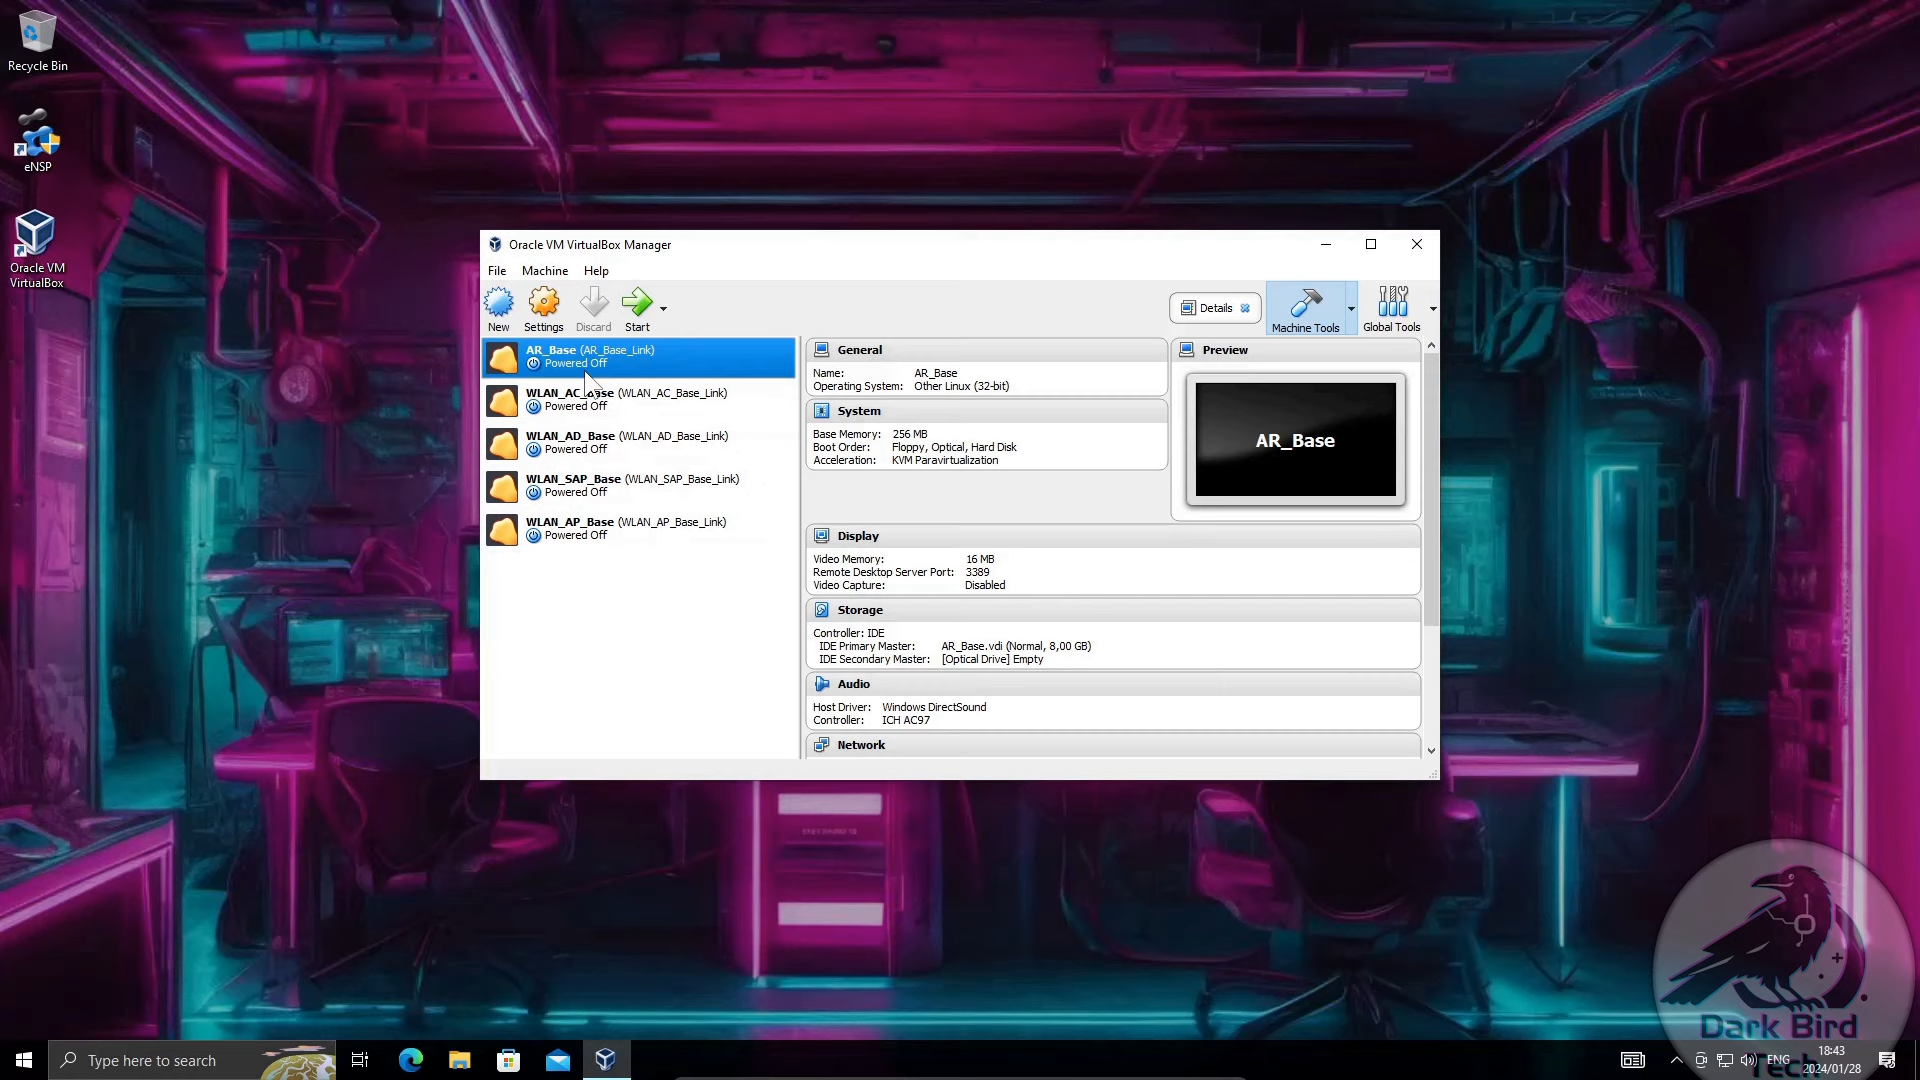 Recycle Bin
eNSP
Oracle VM
VirtualBox
Oracle VM VirtualBox Manager
File Machine Help
New Settings Discard Start
Details Machine Tools Global Tools
AR_Base (AR_Base_Link)
Powered Off
WLAN_AC_Base (WLAN_AC_Base_Link)
Powered Off
WLAN_AD_Base (WLAN_AD_Base_Link)
Powered Off
WLAN_SAP_Base (WLAN_SAP_Base_Link)
Powered Off
WLAN_AP_Base (WLAN_AP_Base_Link)
Powered Off
General
Name: AR_Base
Operating System: Other Linux (32-bit)
System
Base Memory: 256 MB
Boot Order: Floppy, Optical, Hard Disk
Acceleration: KVM Paravirtualization
Preview
AR_Base
Display
Video Memory: 16 MB
Remote Desktop Server Port: 3389
Video Capture: Disabled
Storage
Controller: IDE
IDE Primary Master: AR_Base.vdi (Normal, 8,00 GB)
IDE Secondary Master: [Optical Drive] Empty
Audio
Host Driver: Windows DirectSound
Controller: ICH AC97
Network
Dark Bird
Tech
Type here to search
ENG
18:43
2024/01/28